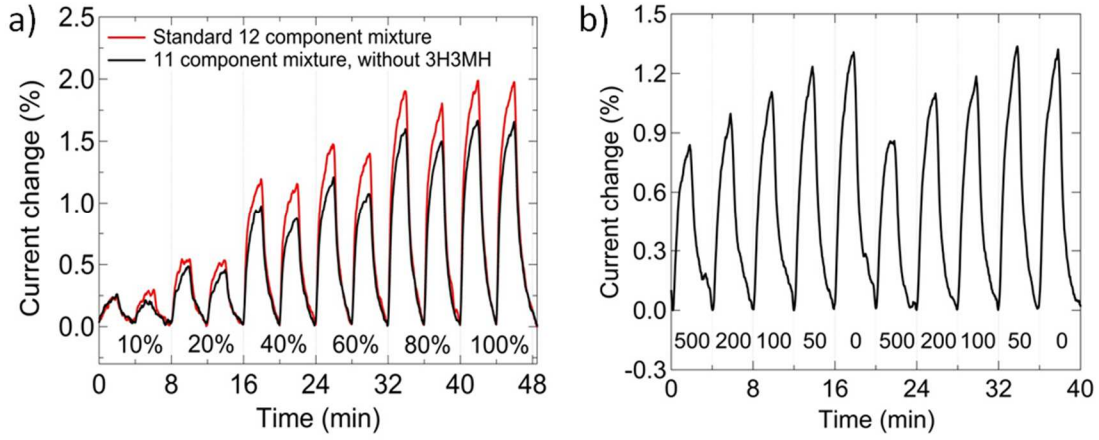 a)
Standard 12 component mixture
11 component mixture, without 3H3MH
Current change (%)
2.5
2.0
1.5
1.0
0.5
0.0
10% 20% 40% 60% 80% 100%
0 8 16 24 32 40 48
Time (min)
b)
Current change (%)
1.5
1.2
0.9
0.6
0.3
0.0
-0.3
500 200 100 50 0 500 200 100 50 0
0 8 16 24 32 40
Time (min)